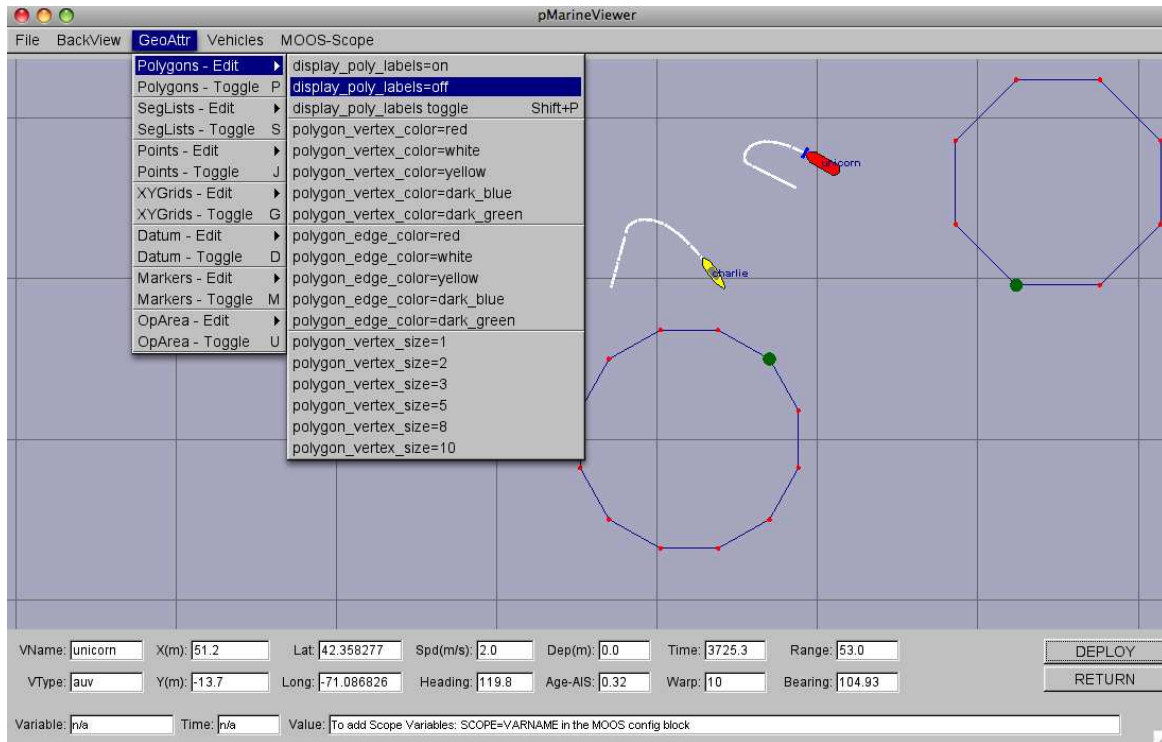 pMarineViewer
File BackView GeoAttr Vehicles MOOS-Scope
Polygons - Edit
Polygons - Toggle P
SegLists - Edit
SegLists - Toggle S
Points - Edit
Points - Toggle J
XYGrids - Edit
XYGrids - Toggle G
Datum - Edit
Datum - Toggle D
Markers - Edit
Markers - Toggle M
OpArea - Edit
OpArea - Toggle U
display_poly_labels=on
display_poly_labels=off
display_poly_labels toggle Shift+P
polygon_vertex_color=red
polygon_vertex_color=white
polygon_vertex_color=yellow
polygon_vertex_color=dark_blue
polygon_vertex_color=dark_green
polygon_edge_color=red
polygon_edge_color=white
polygon_edge_color=yellow
polygon_edge_color=dark_blue
polygon_edge_color=dark_green
polygon_vertex_size=1
polygon_vertex_size=2
polygon_vertex_size=3
polygon_vertex_size=5
polygon_vertex_size=8
polygon_vertex_size=10
unicorn
charlie
VName: unicorn X(m): 51.2 Lat: 42.358277 Spd(m/s): 2.0 Dep(m): 0.0 Time: 3725.3 Range: 53.0 DEPLOY
VType: auv Y(m): -13.7 Long: -71.086826 Heading: 119.8 Age-AIS: 0.32 Warp: 10 Bearing: 104.93 RETURN
Variable: n/a Time: n/a Value: To add Scope Variables: SCOPE=VARNAME in the MOOS config block